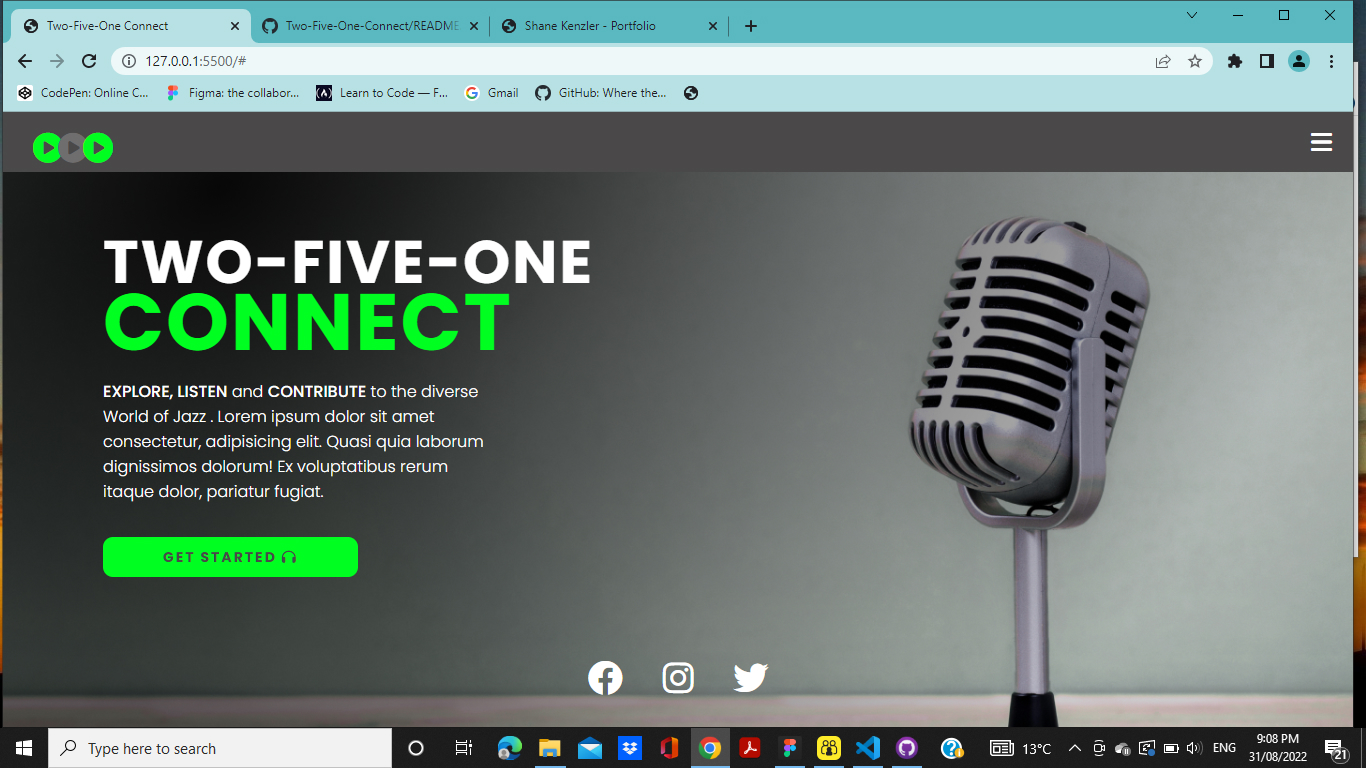 Two-Five-One Connect
Two-Five-One-Connect/README
Shane Kenzler - Portfolio
127.0.0.1:5500/#
CodePen: Online C...
Figma: the collabor...
Learn to Code — F...
Gmail
GitHub: Where the...
TWO-FIVE-ONE
CONNECT
EXPLORE, LISTEN and CONTRIBUTE to the diverse
World of Jazz . Lorem ipsum dolor sit amet
consectetur, adipisicing elit. Quasi quia laborum
dignissimos dolorum! Ex voluptatibus rerum
itaque dolor, pariatur fugiat.
GET STARTED
Type here to search
13°C
ENG
9:08 PM
31/08/2022
21